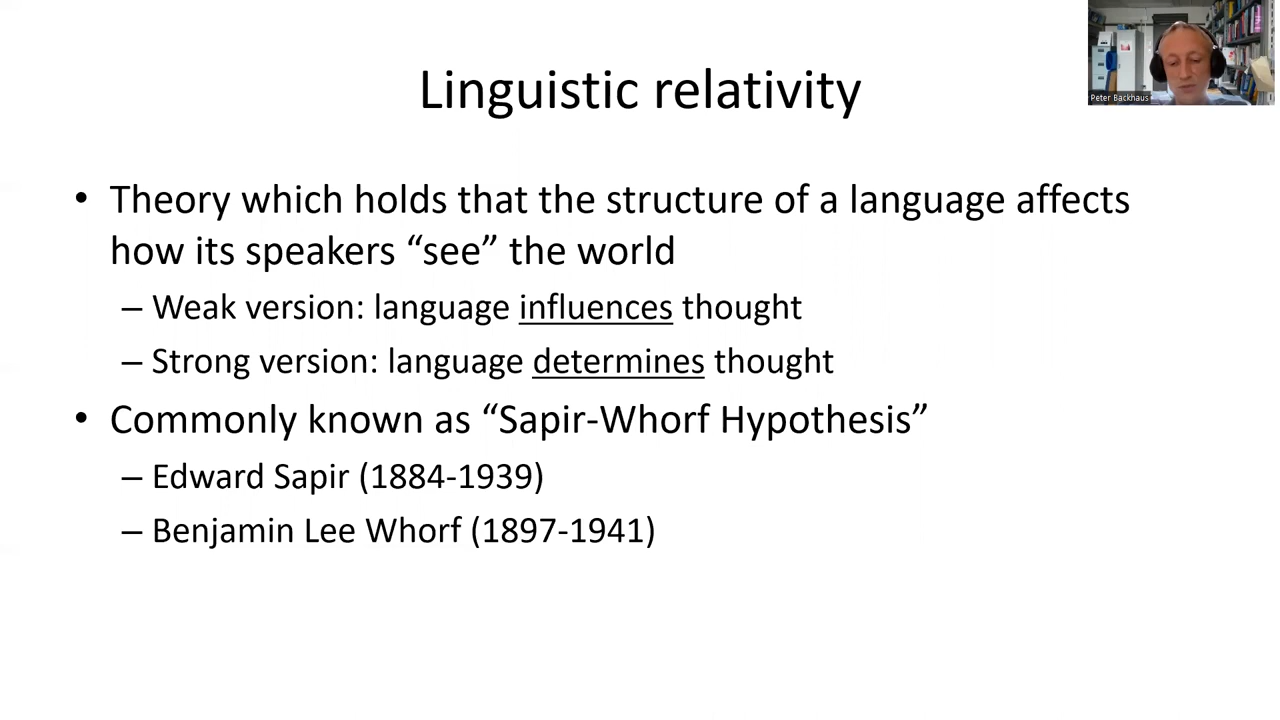 Linguistic relativity
Peter Backhaus
• Theory which holds that the structure of a language affects
how its speakers “see” the world
– Weak version: language influences thought
– Strong version: language determines thought
• Commonly known as “Sapir-Whorf Hypothesis”
– Edward Sapir (1884-1939)
– Benjamin Lee Whorf (1897-1941)